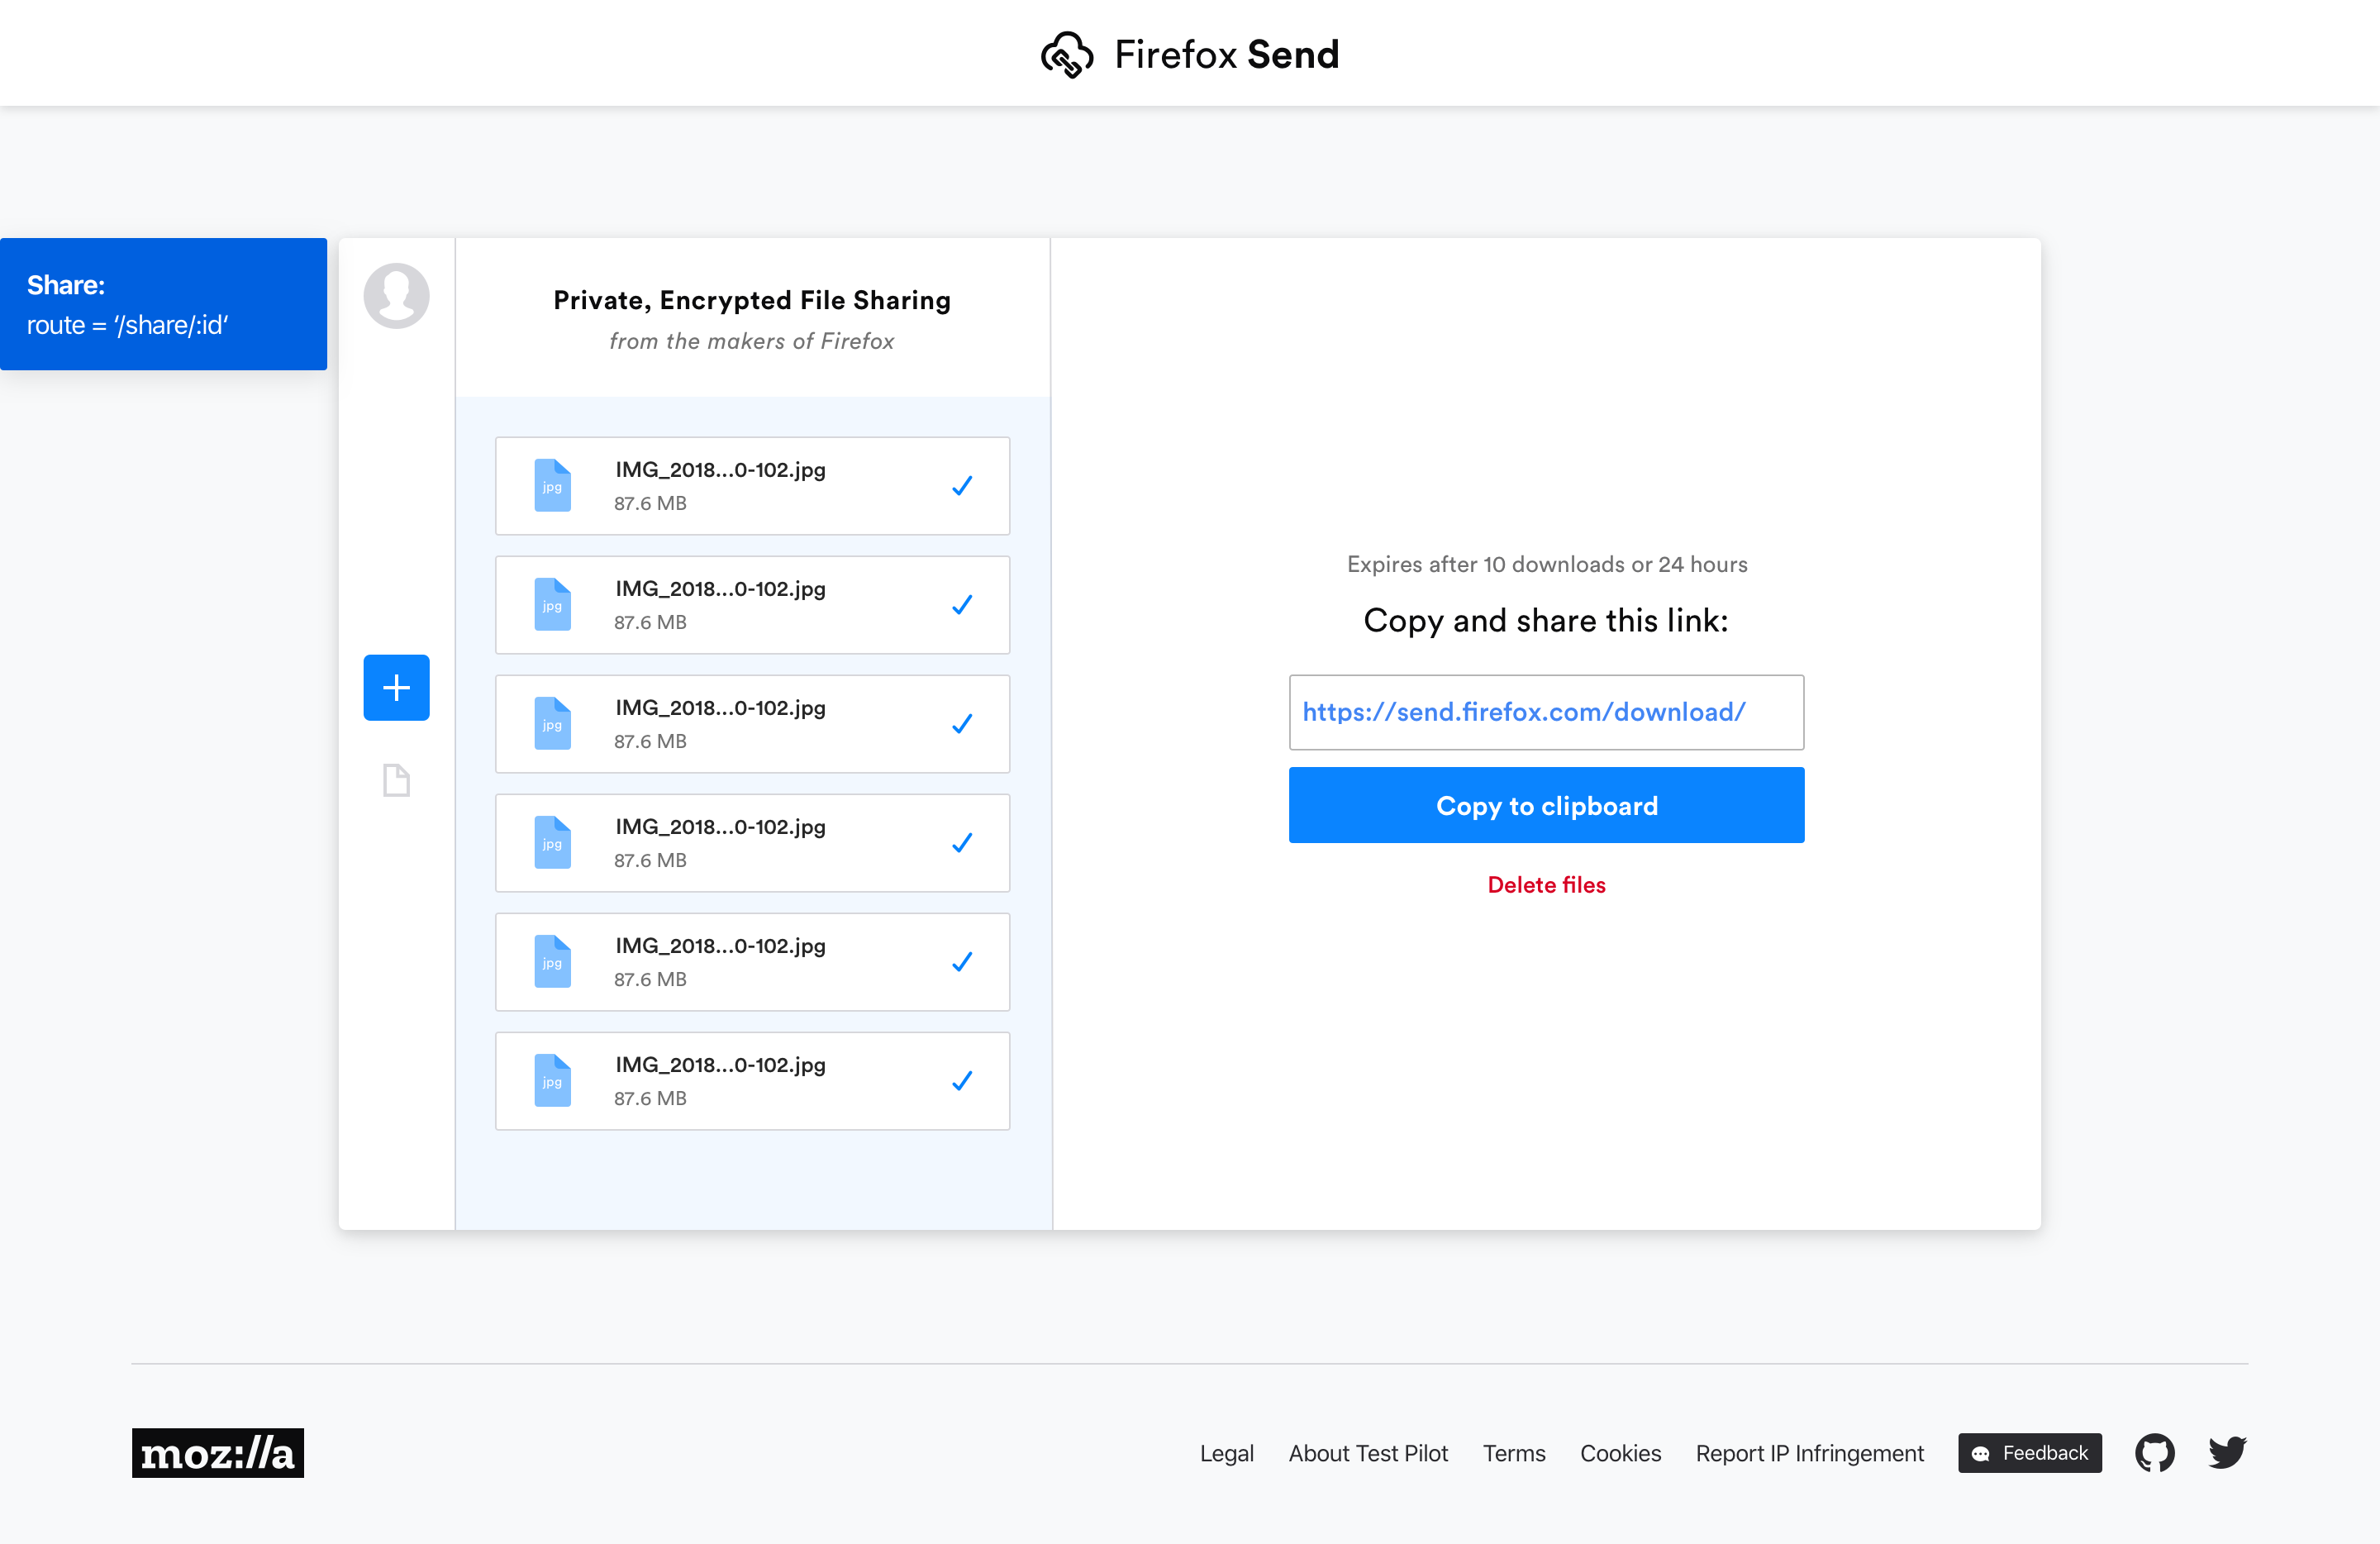 Firefox Send
Share:
route = ‘/share/:id‘
Private, Encrypted File Sharing
from the makers of Firefox
jpg
IMG_2018...0-102.jpg
87.6 MB
jpg
IMG_2018...0-102.jpg
87.6 MB
jpg
IMG_2018...0-102.jpg
87.6 MB
jpg
IMG_2018...0-102.jpg
87.6 MB
jpg
IMG_2018...0-102.jpg
87.6 MB
jpg
IMG_2018...0-102.jpg
87.6 MB
Expires after 10 downloads or 24 hours
Copy and share this link:
https://send.firefox.com/download/
Copy to clipboard
Delete files
moz://a
Legal About Test Pilot Terms Cookies Report IP Infringement Feedback